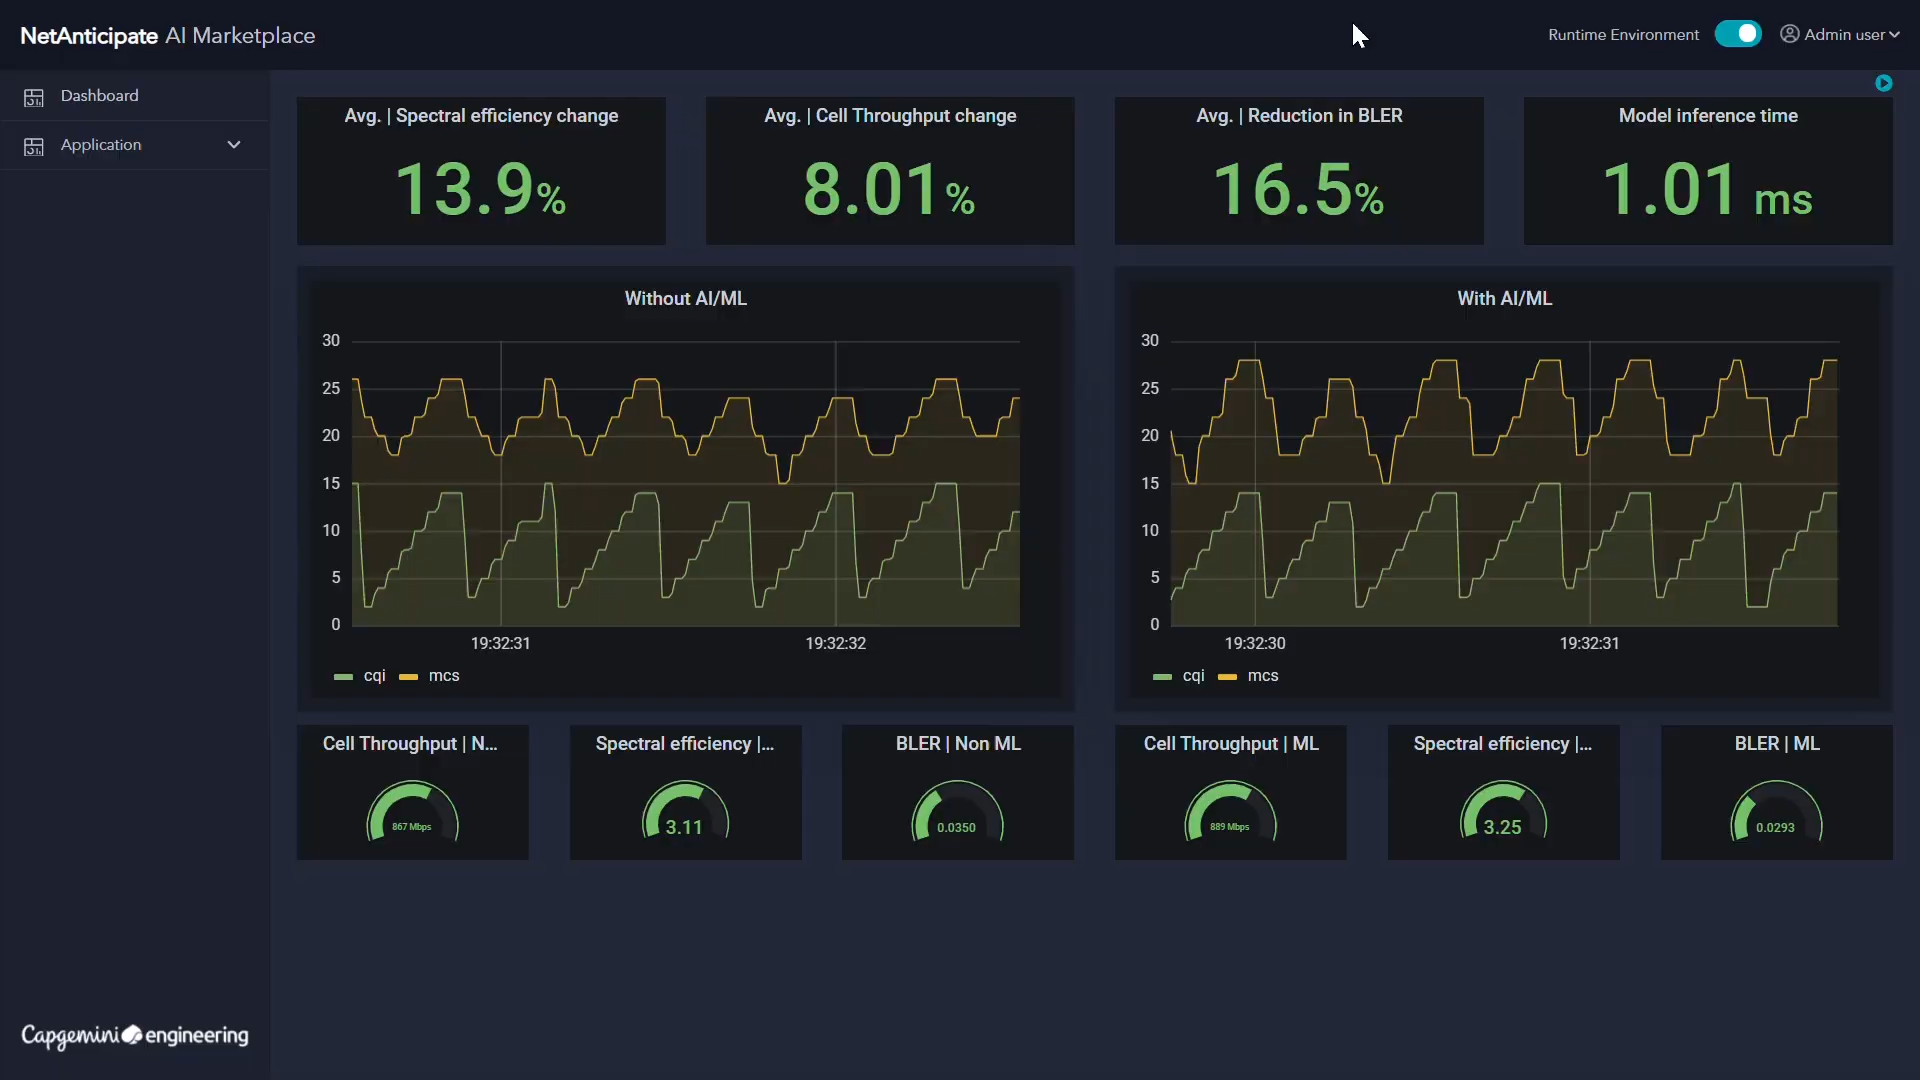 NetAnticipate AI Marketplace
Runtime Environment
Admin user
Dashboard
Application
Avg. | Spectral efficiency change
13.9%
Avg. | Cell Throughput change
8.01%
Avg. | Reduction in BLER
16.5%
Model inference time
1.01 ms
Without AI/ML
30
25
20
15
10
5
0
19:32:31
19:32:32
cqi
mcs
With AI/ML
30
25
20
15
10
5
0
19:32:30
19:32:31
cqi
mcs
Cell Throughput | N...
867 Mbps
Spectral efficiency |...
3.11
BLER | Non ML
0.0350
Cell Throughput | ML
889 Mbps
Spectral efficiency |...
3.25
BLER | ML
0.0293
Capgemini engineering